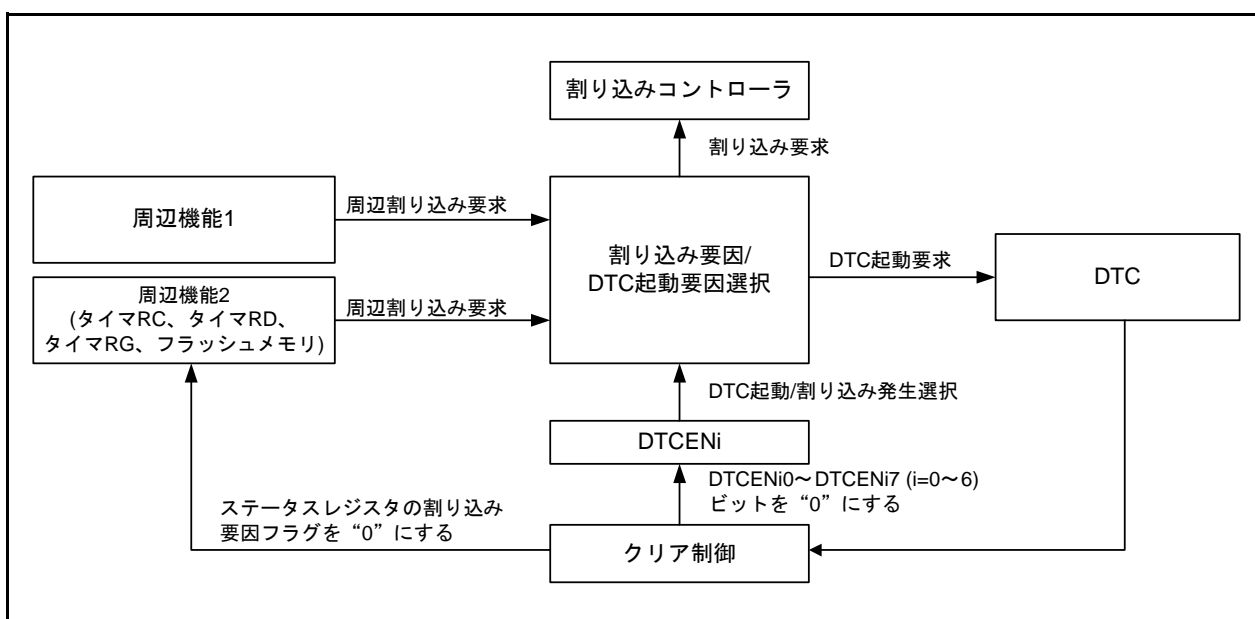 割り込みコントローラ
割り込み要求
周辺機能1
周辺割り込み要求
割り込み要因/
DTC起動要因選択
DTC起動要求
DTC
周辺機能2
(タイマRC、タイマRD、
タイマRG、フラッシュメモリ)
周辺割り込み要求
DTC起動/割り込み発生選択
DTCENi
DTCENi0～DTCENi7 (i=0～6)
ビットを“0”にする
ステータスレジスタの割り込み
要因フラグを“0”にする
クリア制御